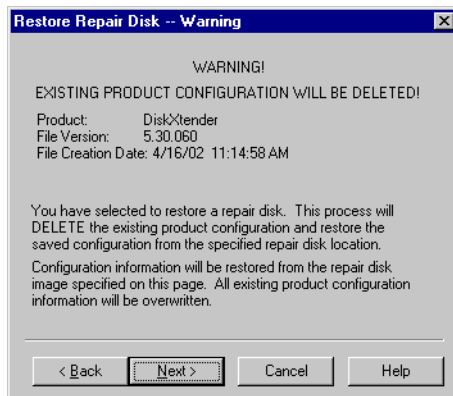 Restore Repair Disk -- Warning
WARNING!
EXISTING PRODUCT CONFIGURATION WILL BE DELETED!
Product: DiskXtender
File Version: 5.30.060
File Creation Date: 4/16/02 11:14:58 AM
You have selected to restore a repair disk. This process will
DELETE the existing product configuration and restore the
saved configuration from the specified repair disk location.
Configuration information will be restored from the repair disk
image specified on this page. All existing product configuration
information will be overwritten.
< Back Next > Cancel Help